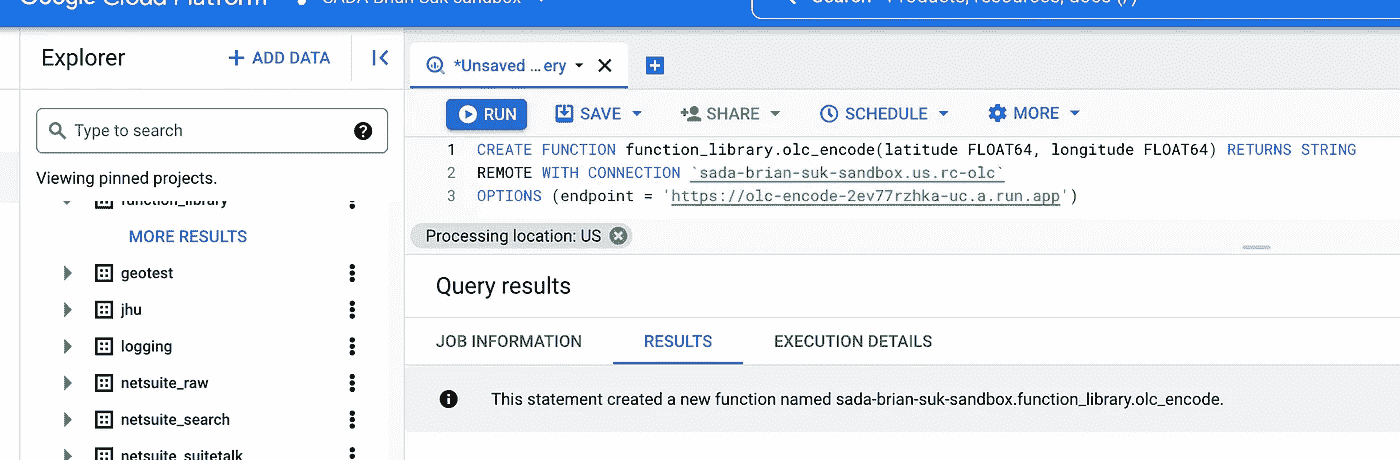 Google Cloud Platform
SADA Brian Suk sandbox
Search Products, resources, docs (/)
Explorer
+ ADD DATA
*Unsaved ...ery
RUN
SAVE
SHARE
SCHEDULE
MORE
Type to search
Viewing pinned projects.
function_library
MORE RESULTS
geotest
jhu
logging
netsuite_raw
netsuite_search
netsuite_suitetalk
1 CREATE FUNCTION function_library.olc_encode(latitude FLOAT64, longitude FLOAT64) RETURNS STRING
2 REMOTE WITH CONNECTION `sada-brian-suk-sandbox.us.rc-olc`
3 OPTIONS (endpoint = 'https://olc-encode-2ev77rzhka-uc.a.run.app')
Processing location: US
Query results
JOB INFORMATION
RESULTS
EXECUTION DETAILS
This statement created a new function named sada-brian-suk-sandbox.function_library.olc_encode.